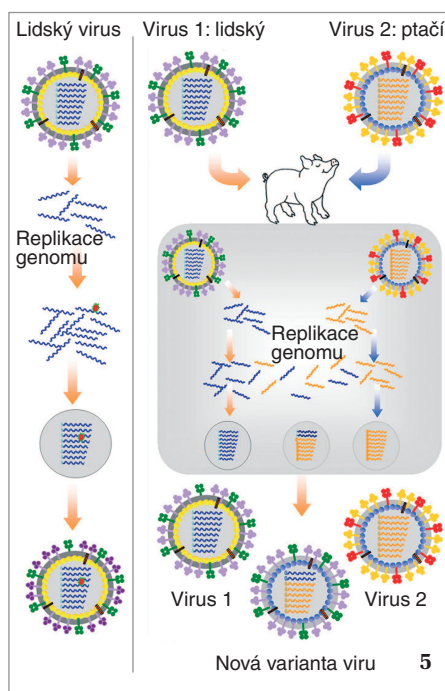 Lidský virus
Virus 1: lidský
Virus 2: ptačí
Replikace
genomu
Replikace
genomu
Virus 1
Virus 2
Nová varianta viru
5